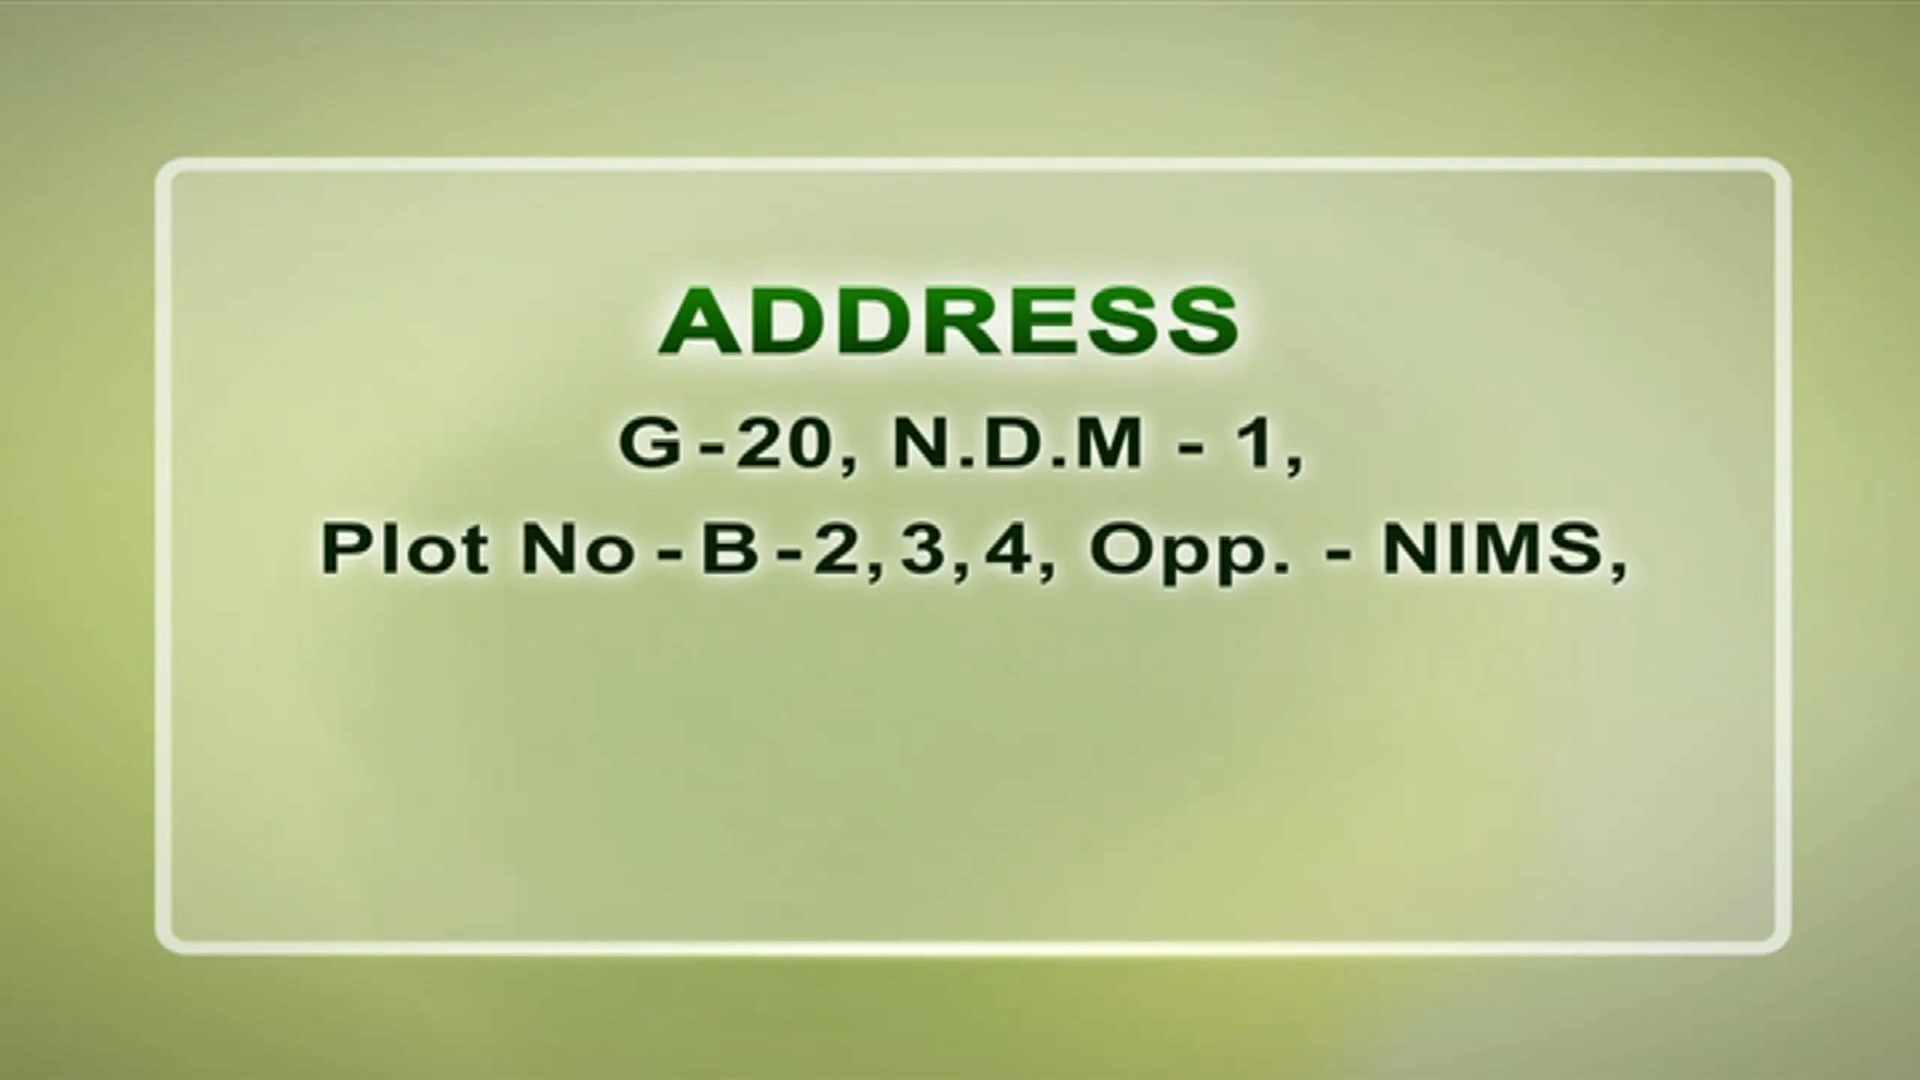 ADDRESS
G-20, N.D.M - 1,
Plot No-B-2,3,4, Opp. - NIMS,